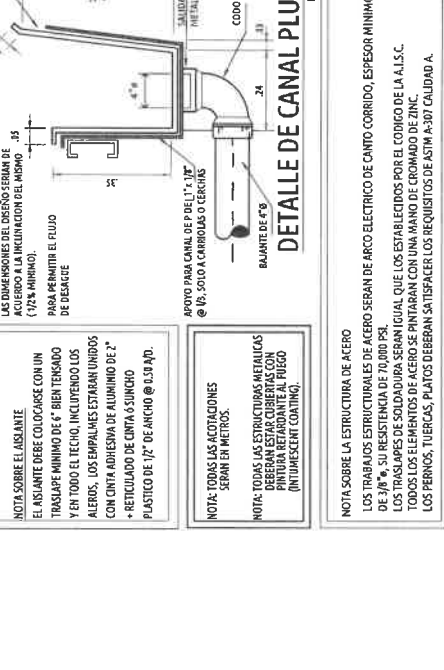 LAS DIMENSIONES DEL DISEÑO SERIAN DE
ACUERDO A LA INCLINACION DEL MISMO
(1/2% MINIMO).
PARA PERMITIR EL FLUJO
DE DESAGUE
.05
.35
4"ø
SALIDA
CODO
.13
.24
APOYO PARA CANAL DE P DE 1"x 1/8"
@ A/D. SOLO A CARRIOLAS O CERCHAS
BAJANTE DE 4"Ø
DETALLE DE CANAL PLU
NOTA SOBRE EL AISLANTE
EL AISLANTE DEBE COLOCARSE CON UN
TRASLAPE MINIMO DE 6" BIEN TENSADO
Y EN TODO EL TECHO, INCLUYENDO LOS
ALEROS, LOS EMPALMES ESTARAN UNIDOS
CON CINTA ADHESIVA DE ALUMINIO DE 2"
+ RETICULADO DE CINTA ó SUNCHO
PLASTICO DE 1/2" DE ANCHO @ 0.50 A/D.
NOTA: TODAS LAS ACOTACIONES
SERAN EN METROS.
NOTA: TODAS LAS ESTRUCTURAS METALICAS
DEBERAN ESTAR CUBIERTAS CON
PINTURA RETARDANTE AL FUEGO
(INTUMESCENT COATING).
NOTA SOBRE LA ESTRUCTURA DE ACERO
LOS TRABAJOS ESTRUCTURALES DE ACERO SERAN DE ARCO ELECTRICO DE CANTO CORRIDO, ESPESOR MINIMO
DE 3/8"ø, SU RESISTENCIA DE 70,000 PSI.
LOS TRASLAPES DE SOLDADURA SERAN IGUAL QUE LOS ESTABLECIDOS POR EL CODIGO DE LA A.I.S.C.
TODOS LOS ELEMENTOS DE ACERO SE PINTARAN CON UNA MANO DE CROMADO DE ZINC.
LOS PERNOS, TUERCAS, PLATOS DEBERAN SATISFACER LOS REQUISITOS DE ASTM A-307 CALIDAD A.